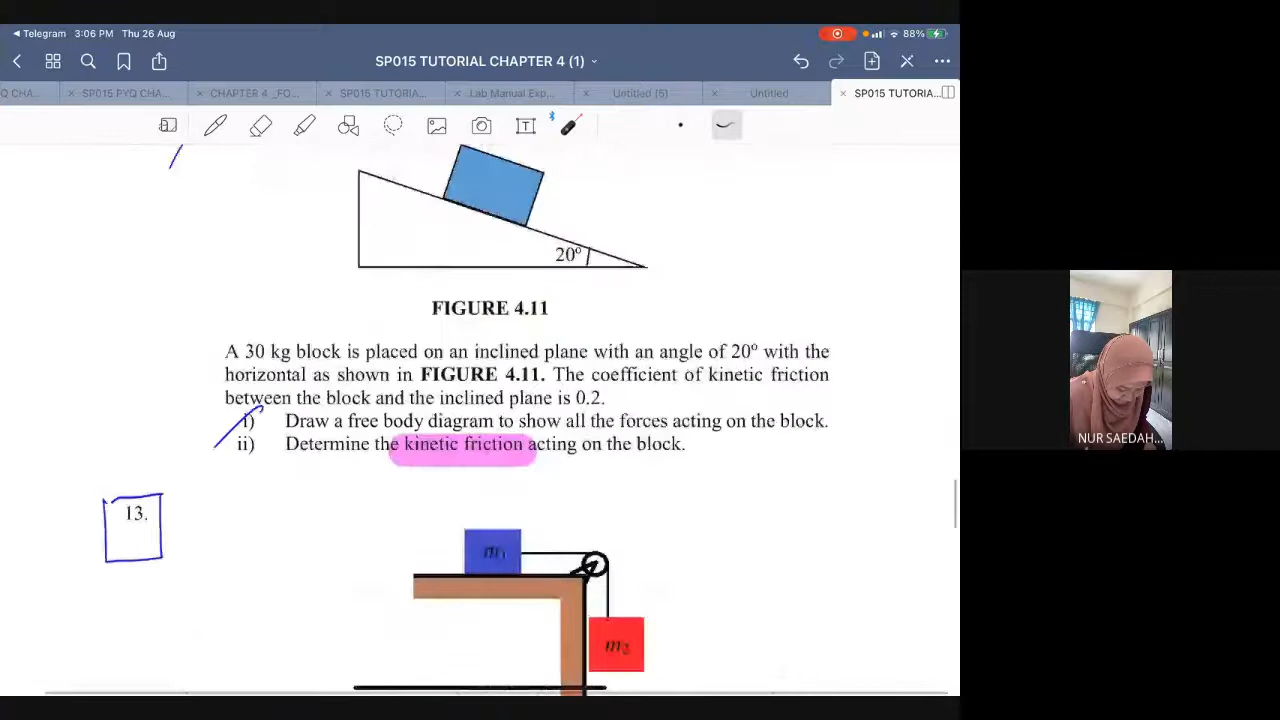 Telegram 3:06 PM Thu 26 Aug 88%
SP015 TUTORIAL CHAPTER 4 (1)
Q CHA... SP015 PYQ CHA... CHAPTER 4 _FO... SP015 TUTORIA... Lab Manual Exp... Untitled (5) Untitled SP015 TUTORIA...
T
20º
FIGURE 4.11
A 30 kg block is placed on an inclined plane with an angle of 20º with the
horizontal as shown in FIGURE 4.11. The coefficient of kinetic friction
between the block and the inclined plane is 0.2.
i) Draw a free body diagram to show all the forces acting on the block.
ii) Determine the kinetic friction acting on the block.
13.
m₁
m₂
NUR SAEDAH...